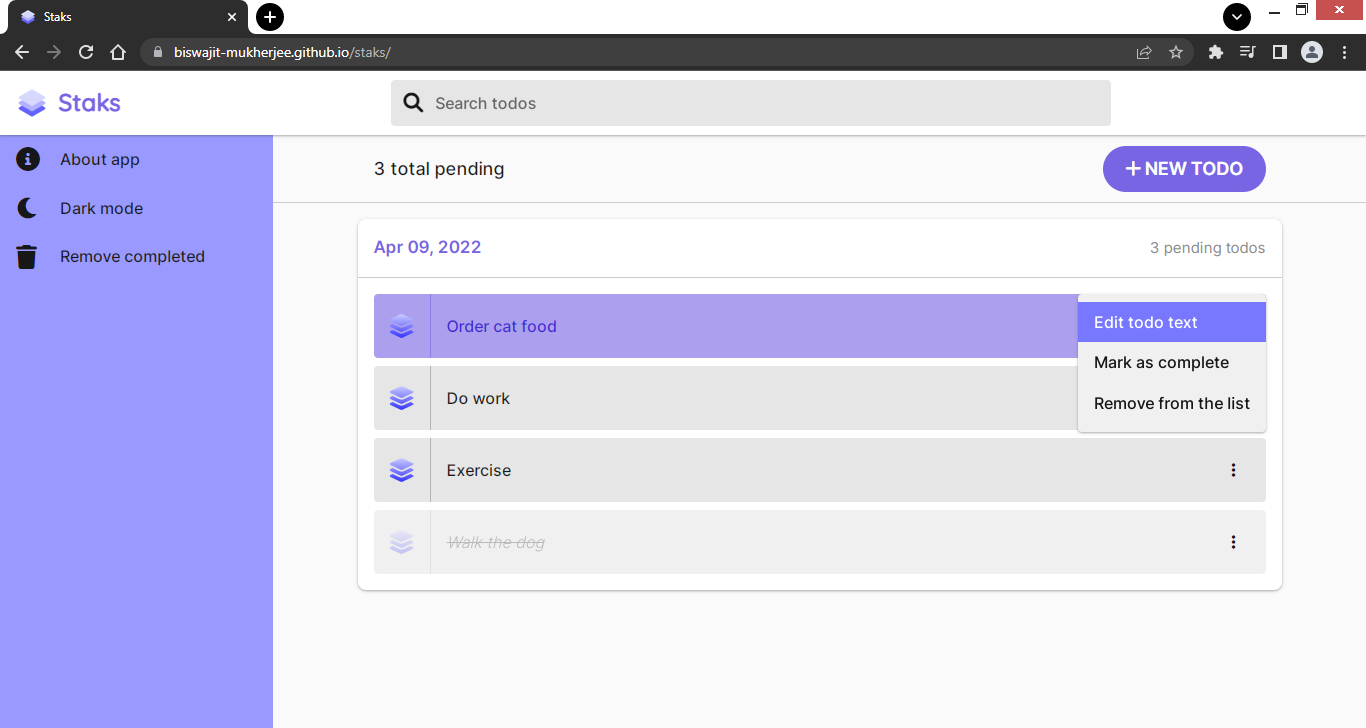 Staks
biswajit-mukherjee.github.io/staks/
Staks
Search todos
About app
Dark mode
Remove completed
3 total pending
NEW TODO
Apr 09, 2022
3 pending todos
Order cat food
Edit todo text
Mark as complete
Remove from the list
Do work
Exercise
Walk the dog